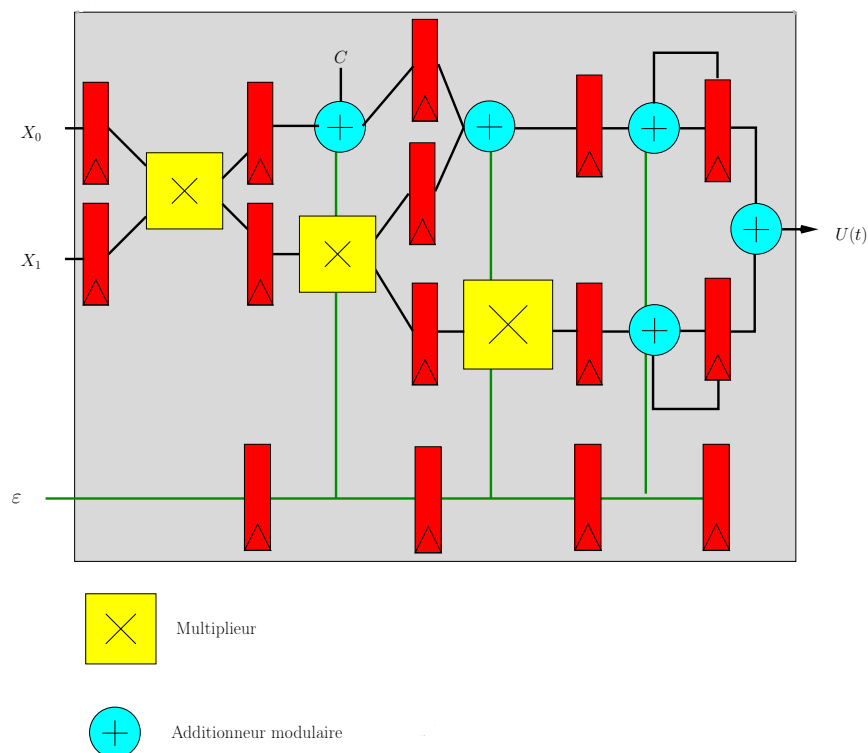 C
X₀
X₁
U(t)
ε
Multiplieur
Additionneur modulaire